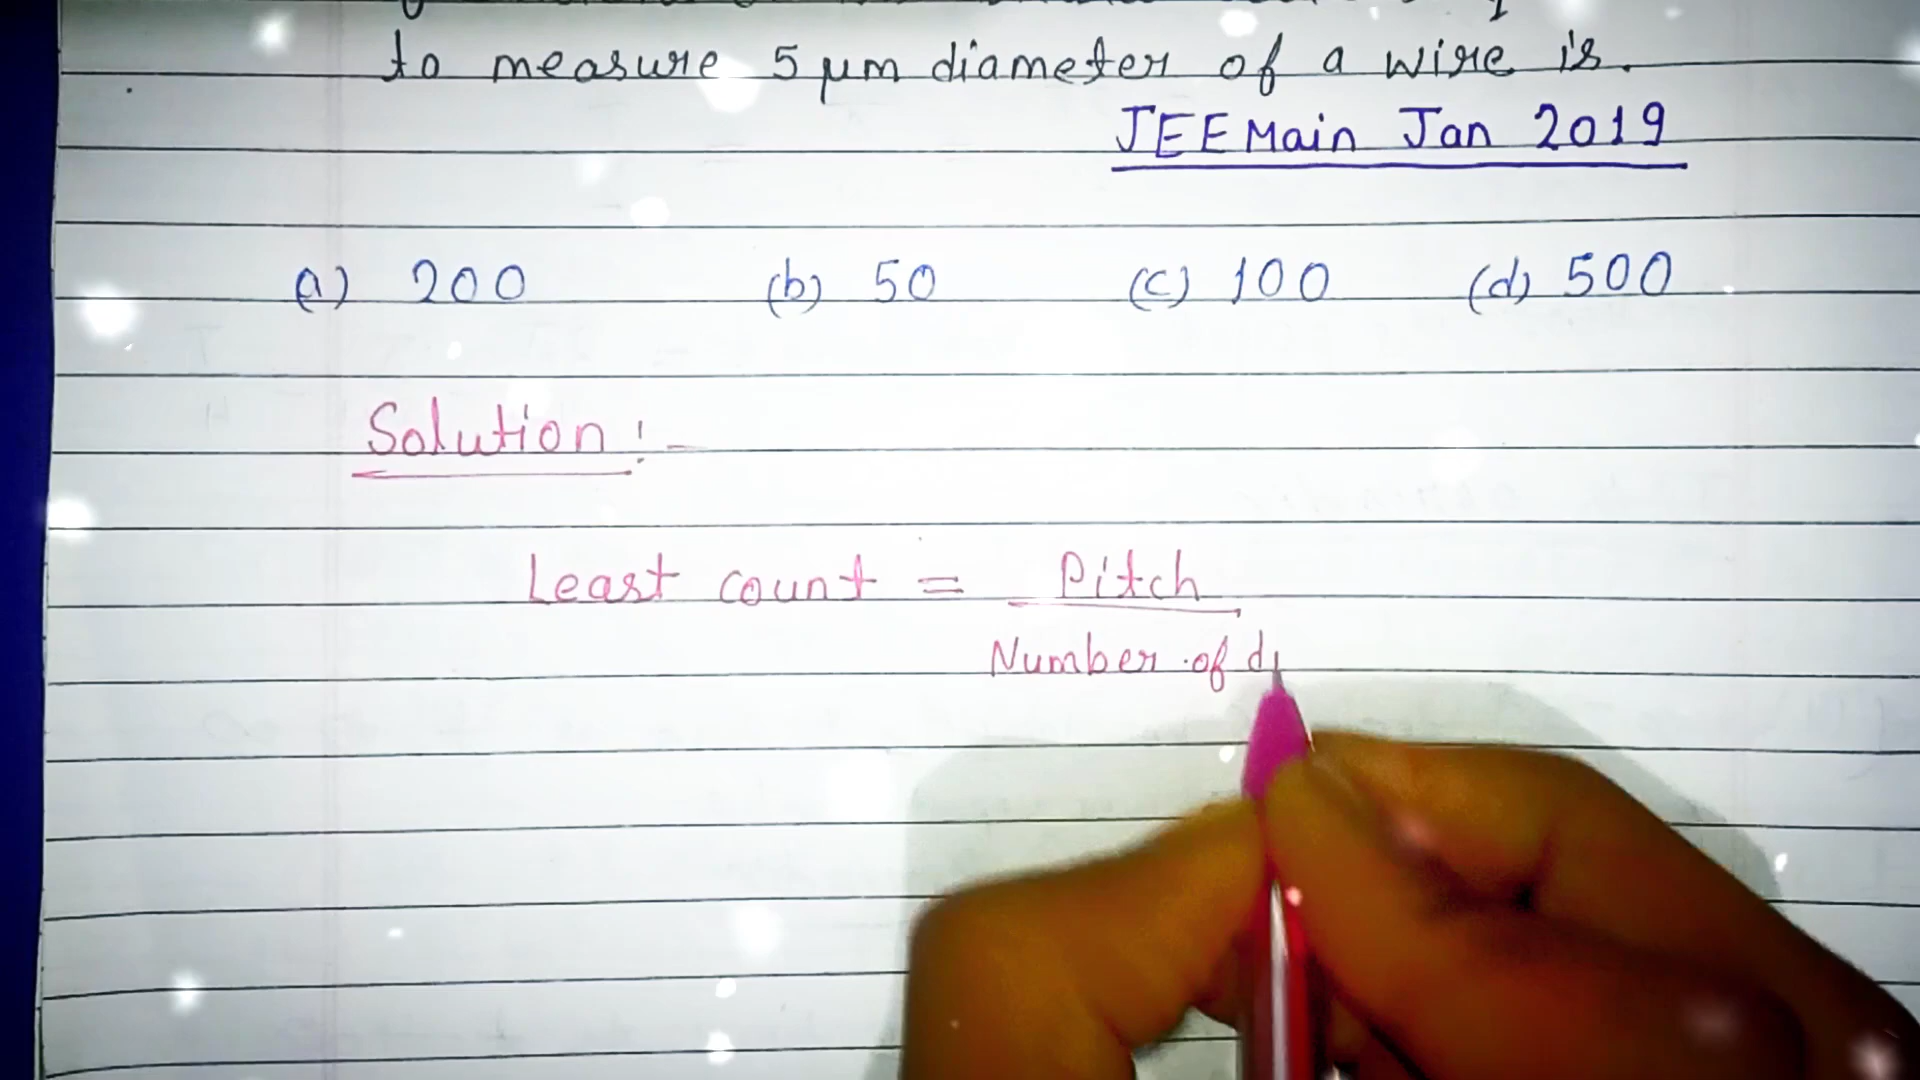 to measure 5 μm diameter of a wire is.
JEE Main Jan 2019
(a) 200 (b) 50 (c) 100 (d) 500
Solution :-
Least count = Pitch
Number of di